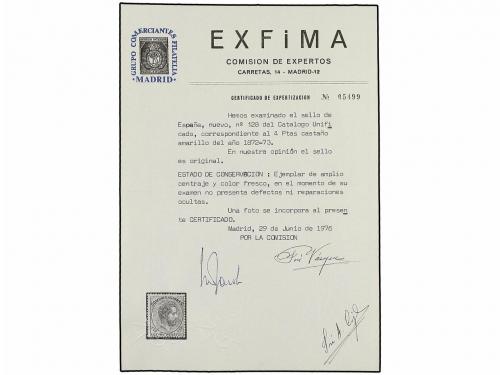 GRUPO COMERCIANTES FILATELIA
• MADRID •
EXFiMA
COMISION DE EXPERTOS
CARRETAS, 14 - MADRID-12
CERTIFICADO DE EXPERTIZACION № 05499
Hemos examinado el sello de
España, nuevo, nº 128 del Catalogo Unifi
cado, correspondiente al 4 Ptas castaño
amarillo del año 1872-73.
En nuestra opinión el sello
es original.
ESTADO DE CONSERVACION : Ejemplar de amplio
centraje y color fresco, en el momento de su
examen no presenta defectos ni reparaciones
ocultas.
Una foto se incorpora al presen
te CERTIFICADO.
Madrid, 29 de Junio de 1976
POR LA COMISION